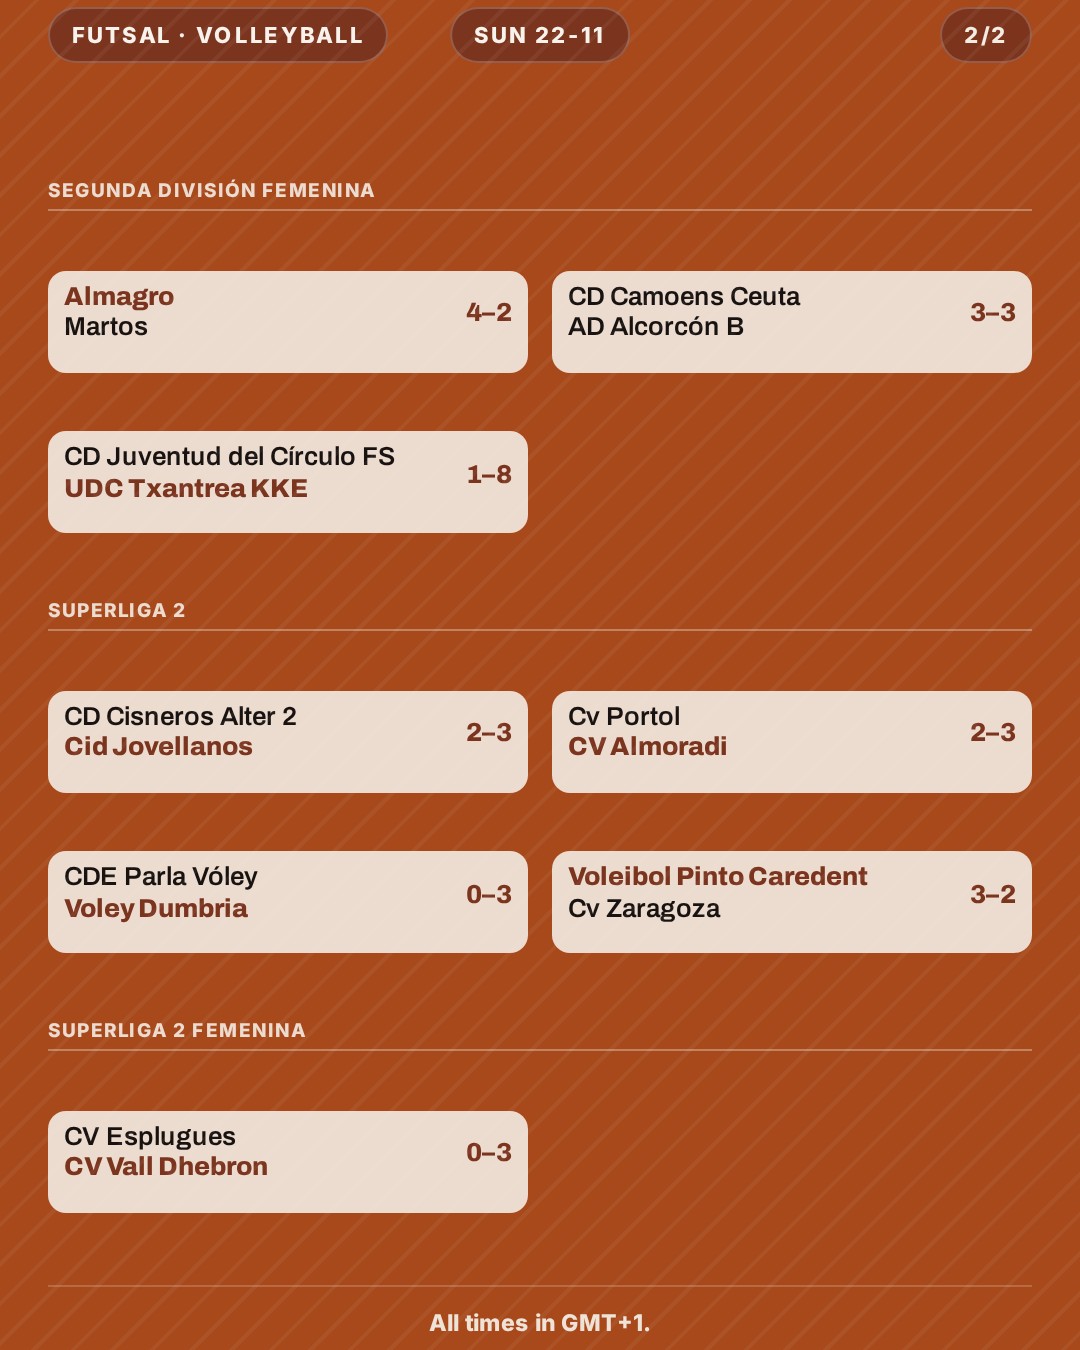 FUTSAL · VOLLEYBALL
SUN 22-11
2/2
SEGUNDA DIVISIÓN FEMENINA
Almagro
Martos
4–2
CD Camoens Ceuta
AD Alcorcón B
3–3
CD Juventud del Círculo FS
UDC Txantrea KKE
1–8
SUPERLIGA 2
CD Cisneros Alter 2
Cid Jovellanos
2–3
Cv Portol
CV Almoradi
2–3
CDE Parla Vóley
Voley Dumbria
0–3
Voleibol Pinto Caredent
Cv Zaragoza
3–2
SUPERLIGA 2 FEMENINA
CV Esplugues
CV Vall Dhebron
0–3
All times in GMT+1.